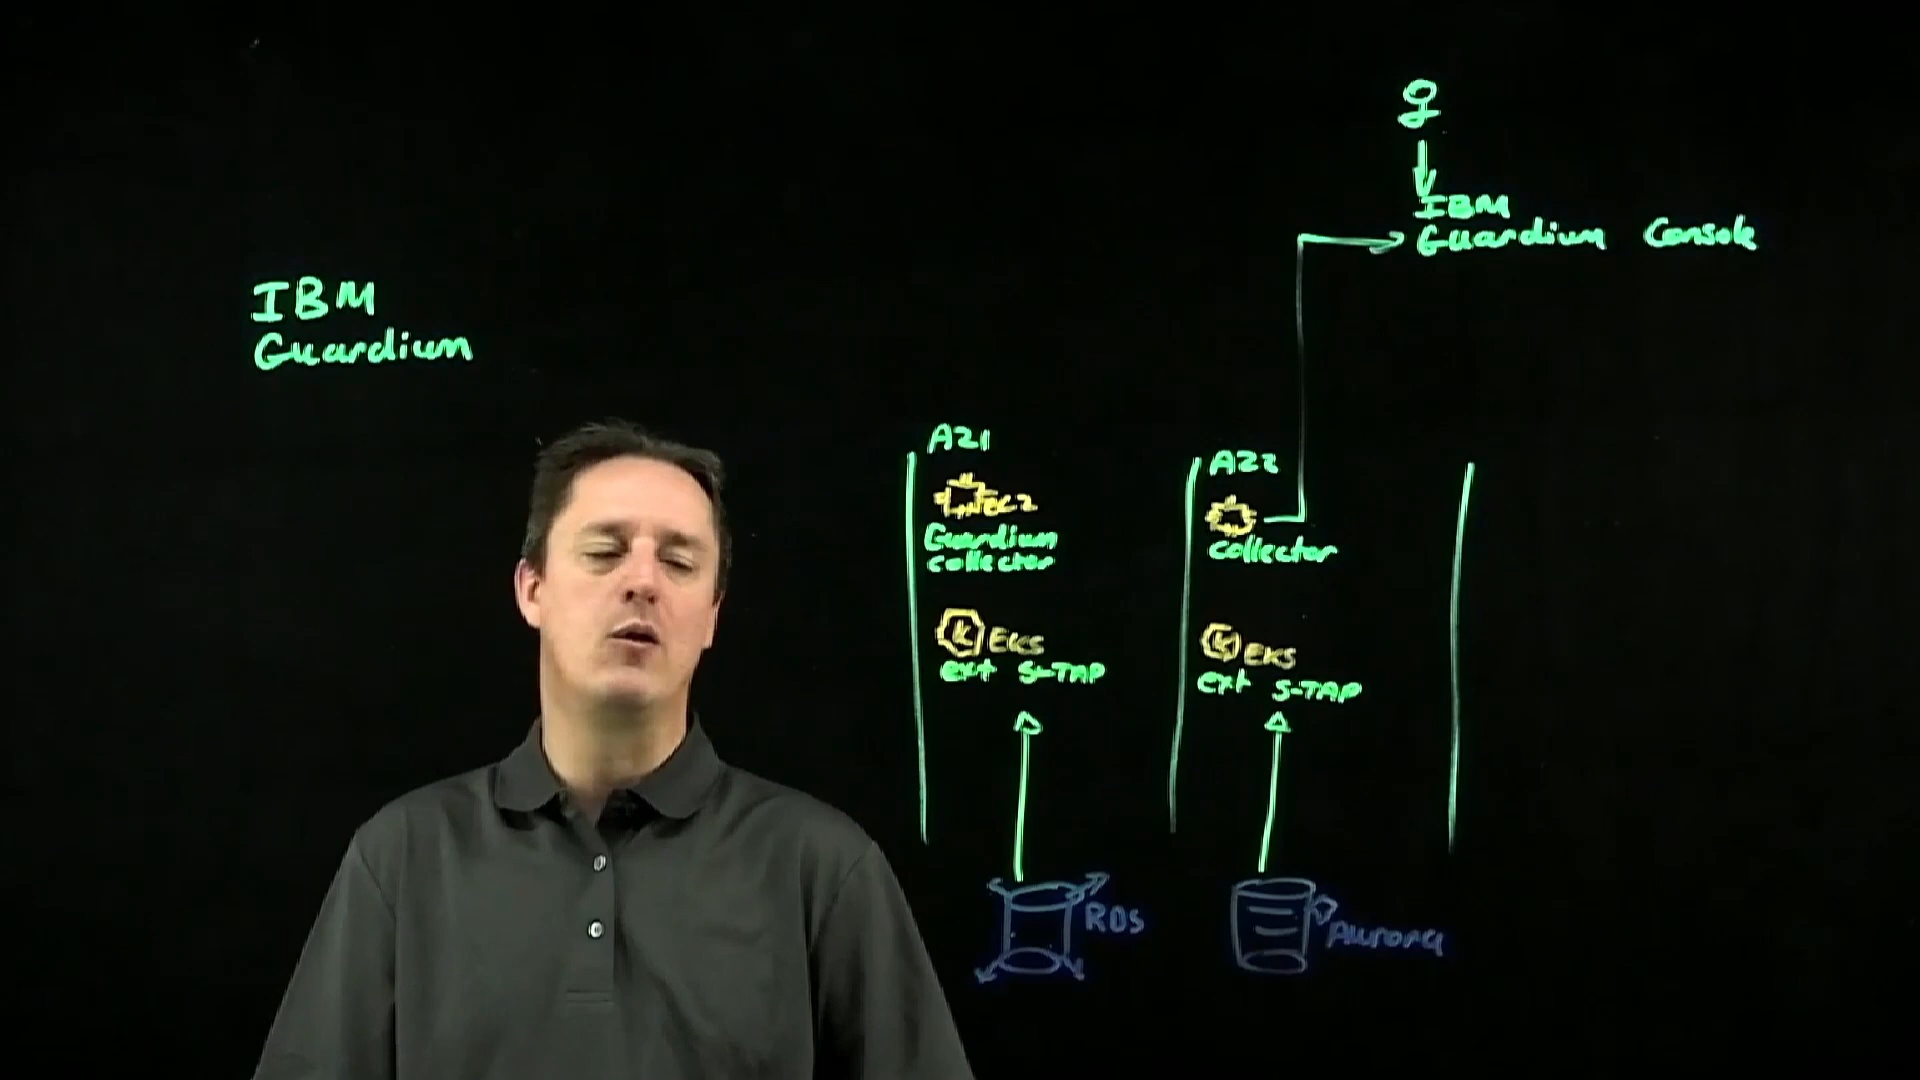 IBM
Guardium Console
IBM
Guardium
AZ1
EC2
Guardium
collector
K EKS
ext S-TAP
RDS
AZ2
collector
K EKS
ext S-TAP
Aurora